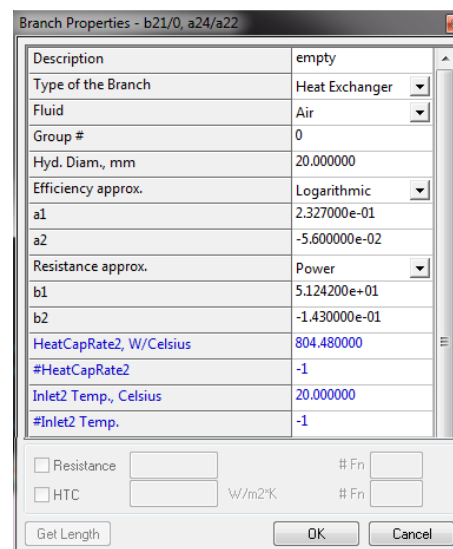 Branch Properties - b21/0, a24/a22
Description empty
Type of the Branch Heat Exchanger
Fluid Air
Group # 0
Hyd. Diam., mm 20.000000
Efficiency approx. Logarithmic
a1 2.327000e-01
a2 -5.600000e-02
Resistance approx. Power
b1 5.124200e+01
b2 -1.430000e-01
HeatCapRate2, W/Celsius 804.480000
#HeatCapRate2 -1
Inlet2 Temp., Celsius 20.000000
#Inlet2 Temp. -1
Resistance # Fn
HTC W/m2*K # Fn
Get Length OK Cancel